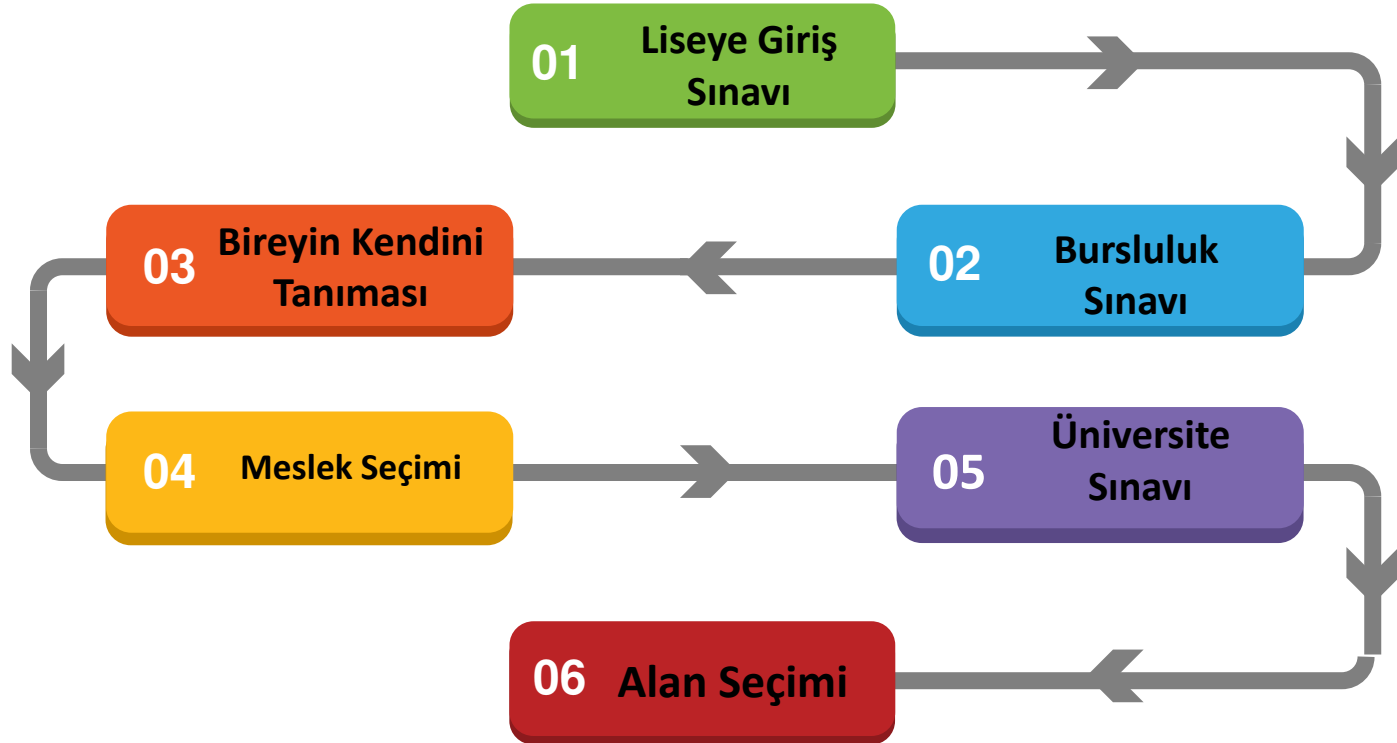 01
Liseye Giriş
Sınavı
02
Bursluluk
Sınavı
03
Bireyin Kendini
Tanıması
04
Meslek Seçimi
05
Üniversite
Sınavı
06
Alan Seçimi